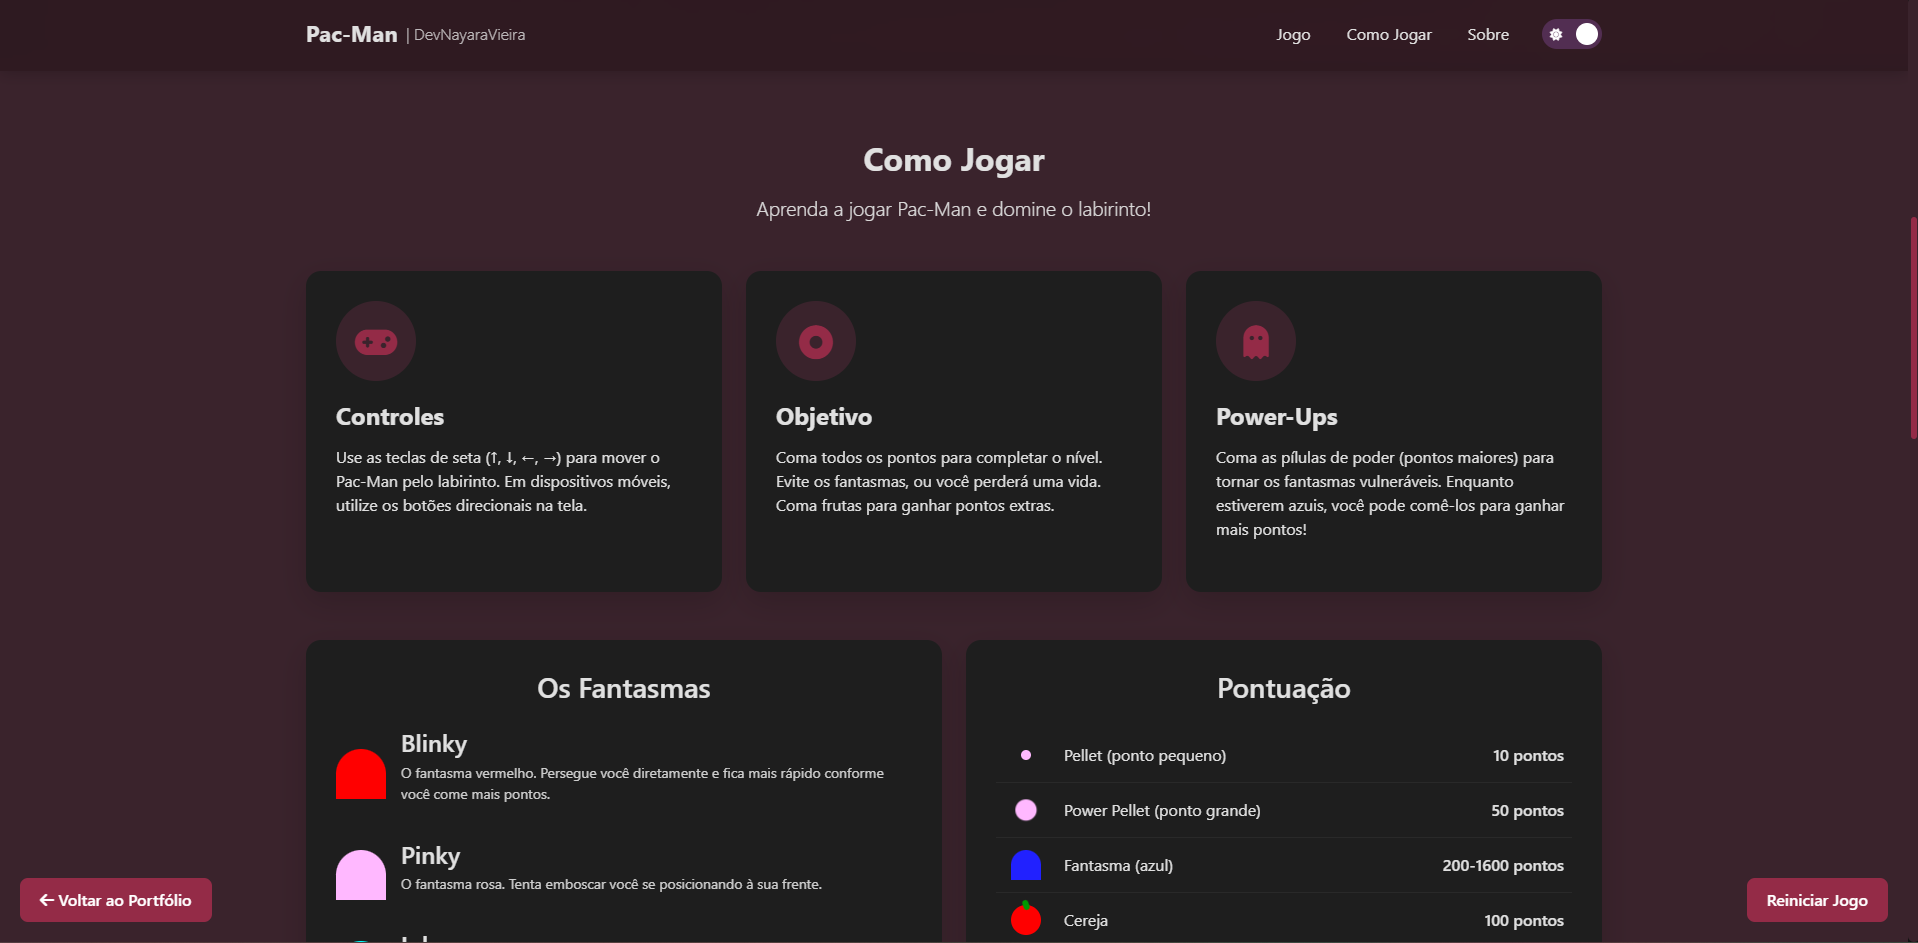 Pac-Man | DevNayaraVieira
Jogo
Como Jogar
Sobre
Como Jogar
Aprenda a jogar Pac-Man e domine o labirinto!
Controles
Use as teclas de seta (↑, ↓, ←, →) para mover o
Pac-Man pelo labirinto. Em dispositivos móveis,
utilize os botões direcionais na tela.
Objetivo
Coma todos os pontos para completar o nível.
Evite os fantasmas, ou você perderá uma vida.
Coma frutas para ganhar pontos extras.
Power-Ups
Coma as pílulas de poder (pontos maiores) para
tornar os fantasmas vulneráveis. Enquanto
estiverem azuis, você pode comê-los para ganhar
mais pontos!
Os Fantasmas
Blinky
O fantasma vermelho. Persegue você diretamente e fica mais rápido conforme
você come mais pontos.
Pinky
O fantasma rosa. Tenta emboscar você se posicionando à sua frente.
Pontuação
Pellet (ponto pequeno) 10 pontos
Power Pellet (ponto grande) 50 pontos
Fantasma (azul) 200-1600 pontos
Cereja 100 pontos
← Voltar ao Portfólio
Reiniciar Jogo